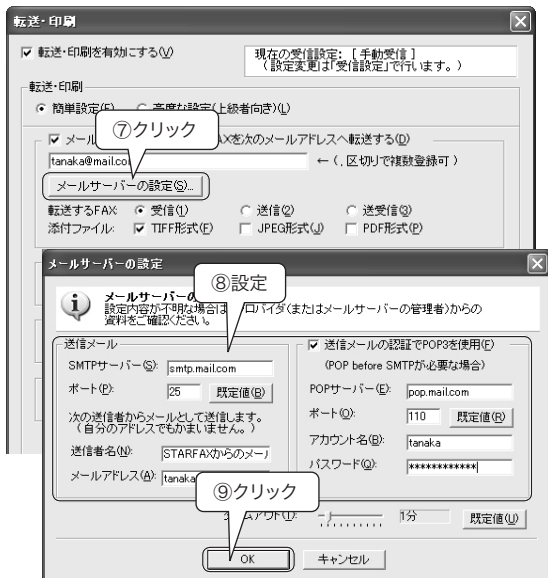 転送・印刷
転送・印刷を有効にする(V)
現在の受信設定: [ 手動受信 ]
(設定変更は「受信設定」で行います。)
転送・印刷
簡単設定(F) 高度な設定(上級者向き)(L)
⑦クリック
メール FAXを次のメールアドレスへ転送する(D)
tanaka@mail.co
← ( , 区切りで複数登録可 )
メールサーバーの設定(S)...
転送するFAX: 受信(1) 送信(2) 送受信(3)
添付ファイル: TIFF形式(F) JPEG形式(J) PDF形式(P)
メールサーバーの設定
⑧設定
メールサーバーの
設定内容が不明な場合は ロバイダ(またはメールサーバーの管理者)からの
資料をご確認ください。
送信メール
SMTPサーバー(S): smtp.mail.com
ポート(P): 25 既定値(B)
次の送信者からメールとして送信します。
(自分のアドレスでもかまいません。)
送信者名(N): STARFAXからのメー
メールアドレス(A): tanaka
送信メールの認証でPOP3を使用(F)
(POP before SMTPが必要な場合)
POPサーバー(E): pop.mail.com
ポート(O): 110 既定値(R)
アカウント名(B): tanaka
パスワード(G): ************
⑨クリック
ムアウト(T): 1分 既定値(U)
OK キャンセル